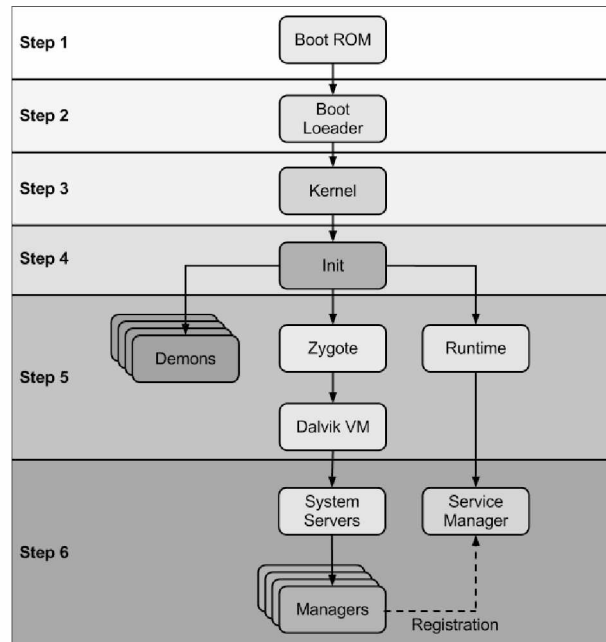 Step 1
Boot ROM
Step 2
Boot
Loeader
Step 3
Kernel
Step 4
Init
Step 5
Demons
Zygote
Runtime
Dalvik VM
Step 6
System
Servers
Service
Manager
Managers
Registration